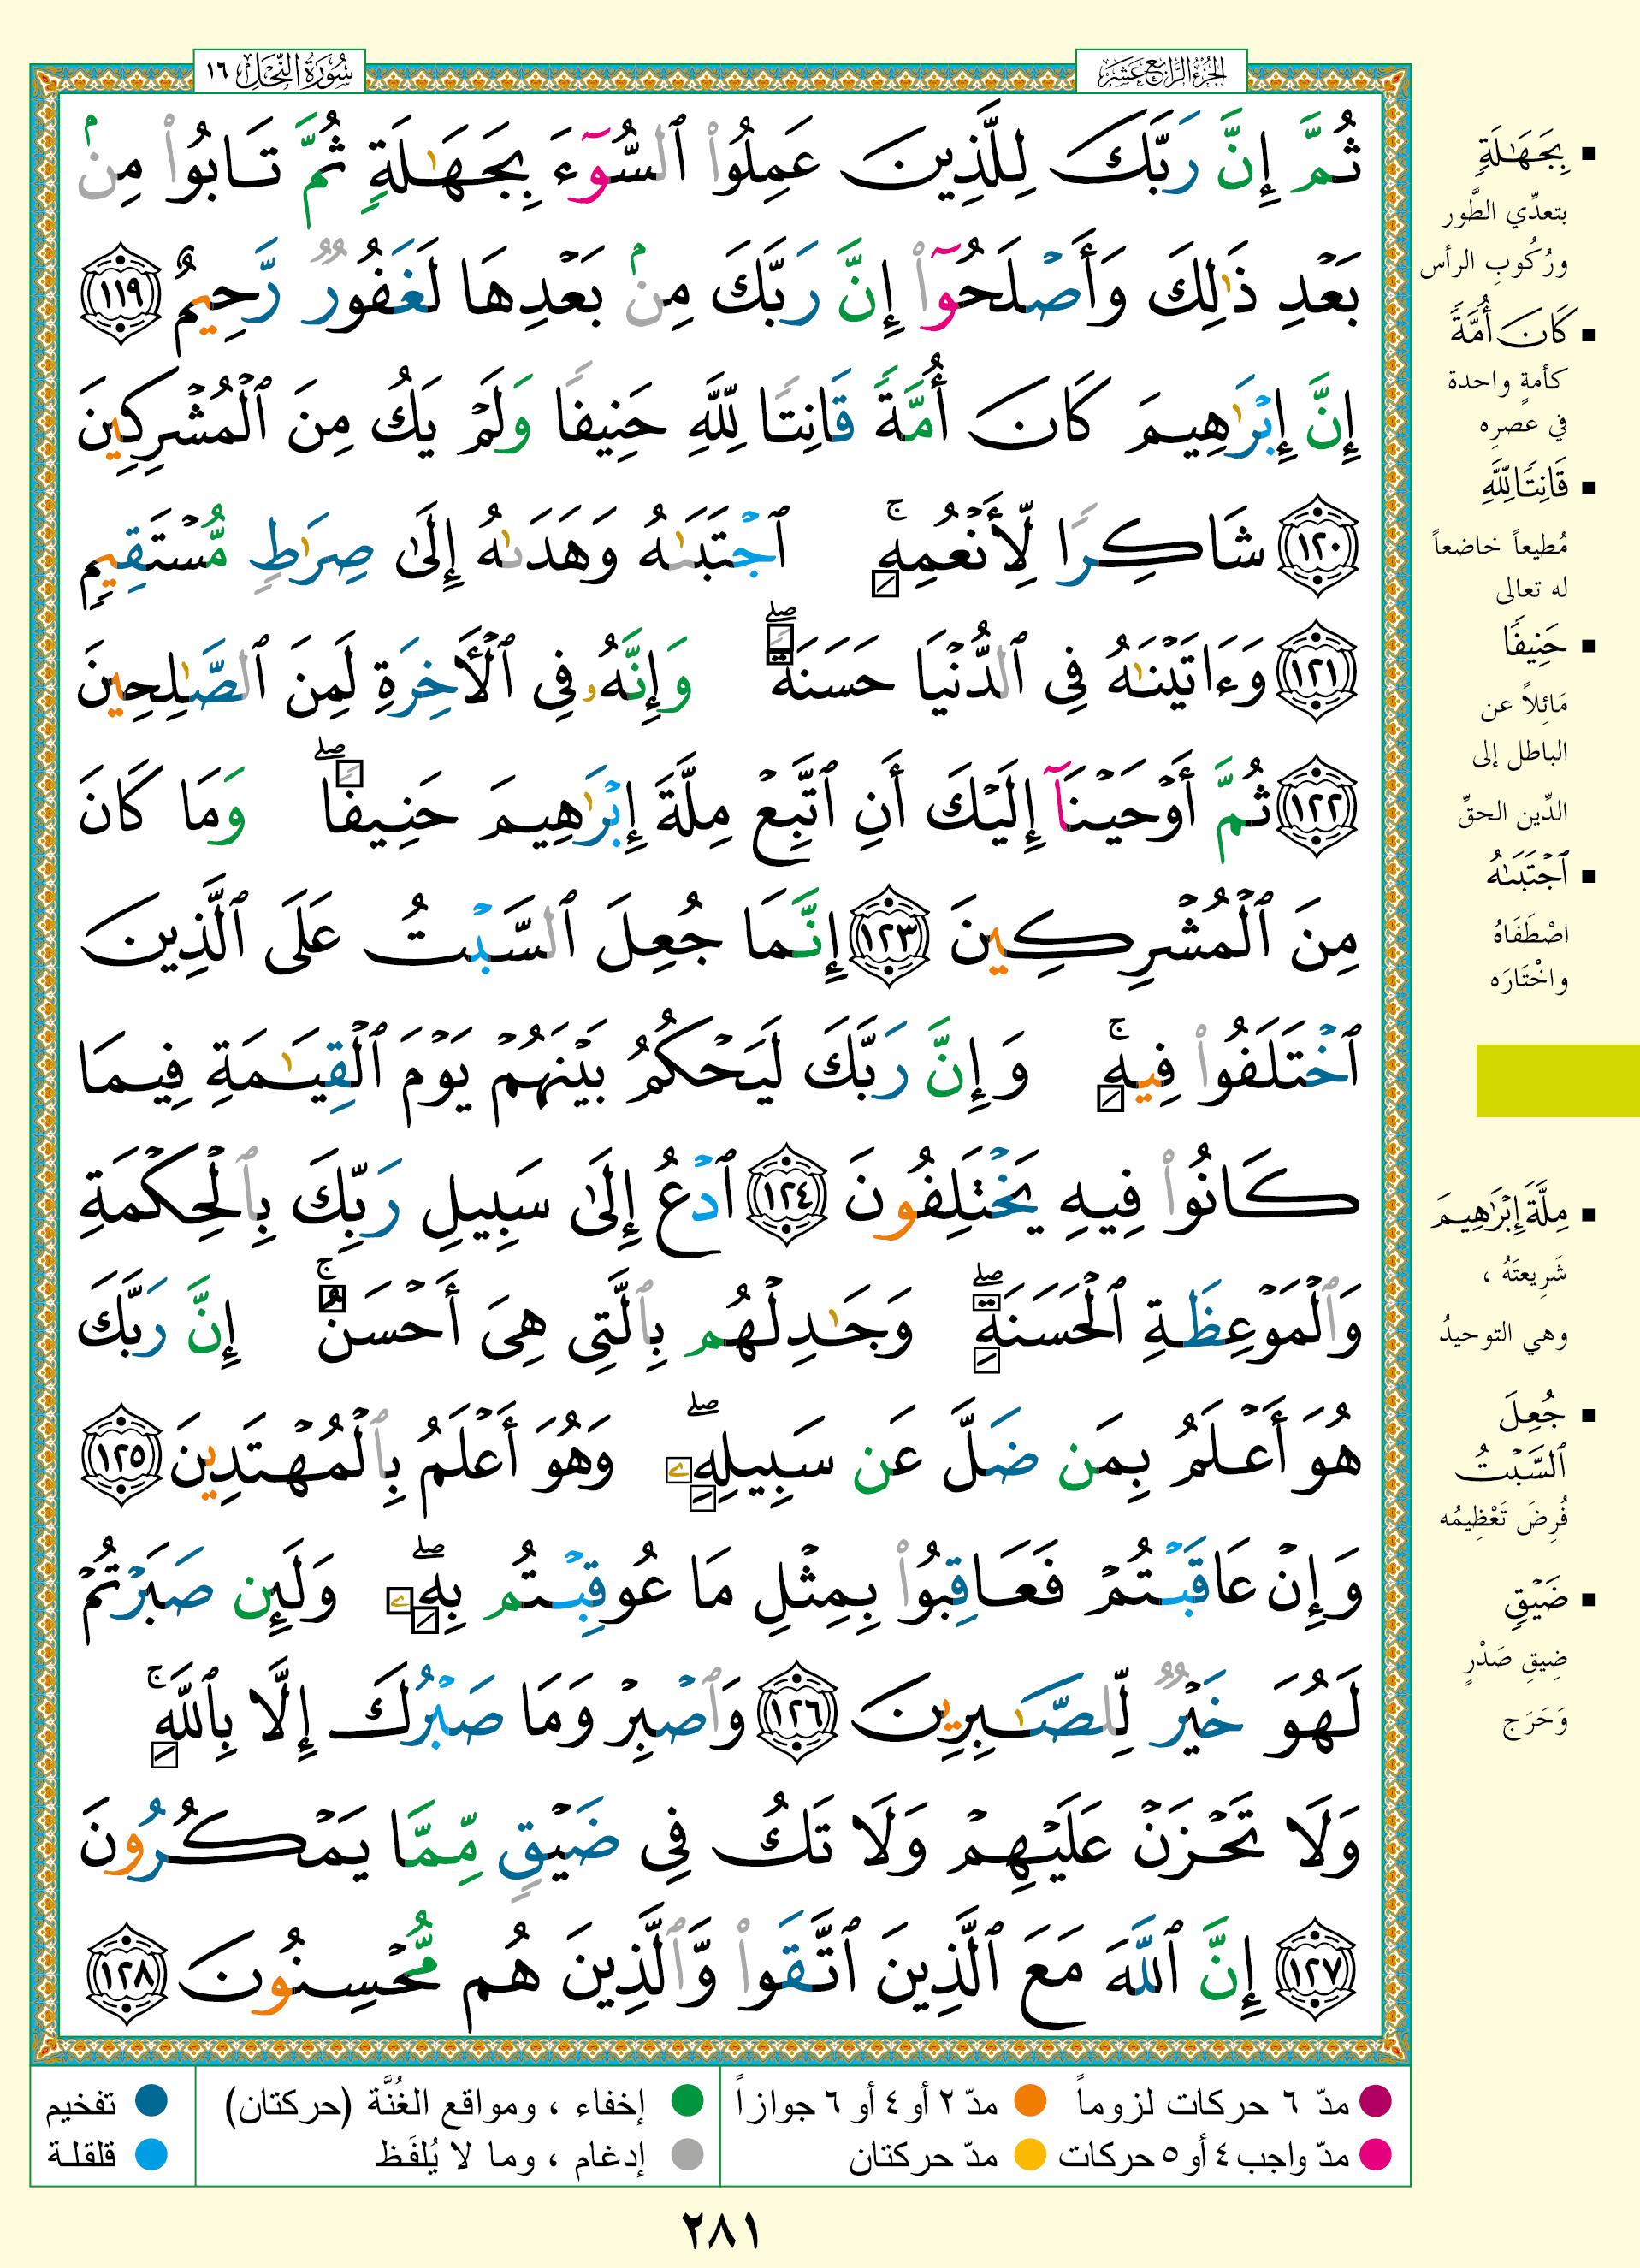 الجزء الرابع عشر
سورة النحل ١٦
ثُمَّ إِنَّ رَبَّكَ لِلَّذِينَ عَمِلُوا۟ ٱلسُّوٓءَ بِجَهَـٰلَةٍ ثُمَّ تَابُوا۟ مِنۢ
بَعْدِ ذَٰلِكَ وَأَصْلَحُوٓا۟ إِنَّ رَبَّكَ مِنۢ بَعْدِهَا لَغَفُورٌ رَّحِيمٌ ١١٩
إِنَّ إِبْرَٰهِيمَ كَانَ أُمَّةً قَانِتًا لِّلَّهِ حَنِيفًا وَلَمْ يَكُ مِنَ ٱلْمُشْرِكِينَ
١٢٠ شَاكِرًا لِّأَنْعُمِهِ ۚ ٱجْتَبَىٰهُ وَهَدَىٰهُ إِلَىٰ صِرَٰطٍ مُّسْتَقِيمٍ
١٢١ وَءَاتَيْنَـٰهُ فِى ٱلدُّنْيَا حَسَنَةً ۖ وَإِنَّهُۥ فِى ٱلْـَٔاخِرَةِ لَمِنَ ٱلصَّـٰلِحِينَ
١٢٢ ثُمَّ أَوْحَيْنَآ إِلَيْكَ أَنِ ٱتَّبِعْ مِلَّةَ إِبْرَٰهِيمَ حَنِيفًا ۖ وَمَا كَانَ
مِنَ ٱلْمُشْرِكِينَ ١٢٣ إِنَّمَا جُعِلَ ٱلسَّبْتُ عَلَى ٱلَّذِينَ
ٱخْتَلَفُوا۟ فِيهِ ۚ وَإِنَّ رَبَّكَ لَيَحْكُمُ بَيْنَهُمْ يَوْمَ ٱلْقِيَـٰمَةِ فِيمَا
كَانُوا۟ فِيهِ يَخْتَلِفُونَ ١٢٤ ٱدْعُ إِلَىٰ سَبِيلِ رَبِّكَ بِٱلْحِكْمَةِ
وَٱلْمَوْعِظَةِ ٱلْحَسَنَةِ ۖ وَجَـٰدِلْهُم بِٱلَّتِى هِىَ أَحْسَنُ ۚ إِنَّ رَبَّكَ
هُوَ أَعْلَمُ بِمَن ضَلَّ عَن سَبِيلِهِۦ ۖ وَهُوَ أَعْلَمُ بِٱلْمُهْتَدِينَ ١٢٥
وَإِنْ عَاقَبْتُمْ فَعَاقِبُوا۟ بِمِثْلِ مَا عُوقِبْتُم بِهِۦ ۖ وَلَئِن صَبَرْتُمْ
لَهُوَ خَيْرٌ لِّلصَّـٰبِرِينَ ١٢٦ وَٱصْبِرْ وَمَا صَبْرُكَ إِلَّا بِٱللَّهِ ۚ
وَلَا تَحْزَنْ عَلَيْهِمْ وَلَا تَكُ فِى ضَيْقٍ مِّمَّا يَمْكُرُونَ
١٢٧ إِنَّ ٱللَّهَ مَعَ ٱلَّذِينَ ٱتَّقَوا۟ وَّٱلَّذِينَ هُم مُّحْسِنُونَ ١٢٨
▪ بِجَهَـٰلَةٍ
بتعدِّي الطَّور
ورُكُوبِ الرأس
▪ كَانَ أُمَّةً
كأمةٍ واحدة
في عصرِه
▪ قَانِتًا لِلَّهِ
مُطيعاً خاضعاً
له تعالى
▪ حَنِيفًا
مَائِلاً عن
الباطل إلى
الدِّين الحقِّ
▪ ٱجْتَبَىٰهُ
اصْطَفَاهُ
واخْتَارَه
▪ مِلَّةَ إِبْرَٰهِيمَ
شَرِيعتَهُ ،
وهي التوحيدُ
▪ جُعِلَ
ٱلسَّبْتُ
فُرِضَ تَعْظِيمُه
▪ ضَيْقٍ
ضِيقِ صَدْرٍ
وَحَرَج
مدّ ٦ حركات لزوماً مدّ ٢ أو ٤ أو ٦ جوازاً إخفاء ، ومواقع الغُنَّة (حركتان) تفخيم
مدّ واجب ٤ أو ٥ حركات مدّ حركتان إدغام ، وما لا يُلفَظ قلقلة
٢٨١